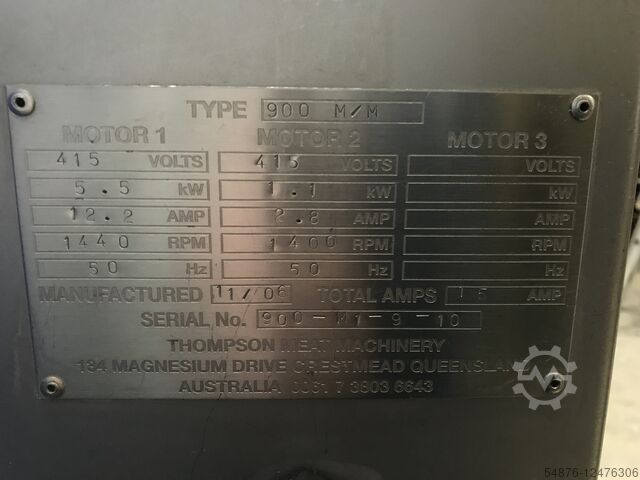 TYPE 900 M/M
MOTOR 1 MOTOR 2 MOTOR 3
415 VOLTS 415 VOLTS VOLTS
5.5 kW 1.1 kW kW
12.2 AMP 2.8 AMP AMP
1440 RPM 1400 RPM RPM
50 Hz 50 Hz Hz
MANUFACTURED 11/06 TOTAL AMPS 15 AMP
SERIAL No. 900-M1-9-10
THOMPSON MEAT MACHINERY
184 MAGNESIUM DRIVE CRESTMEAD QUEENSLAND
AUSTRALIA 0061 7 3803 6643
54876-12476306